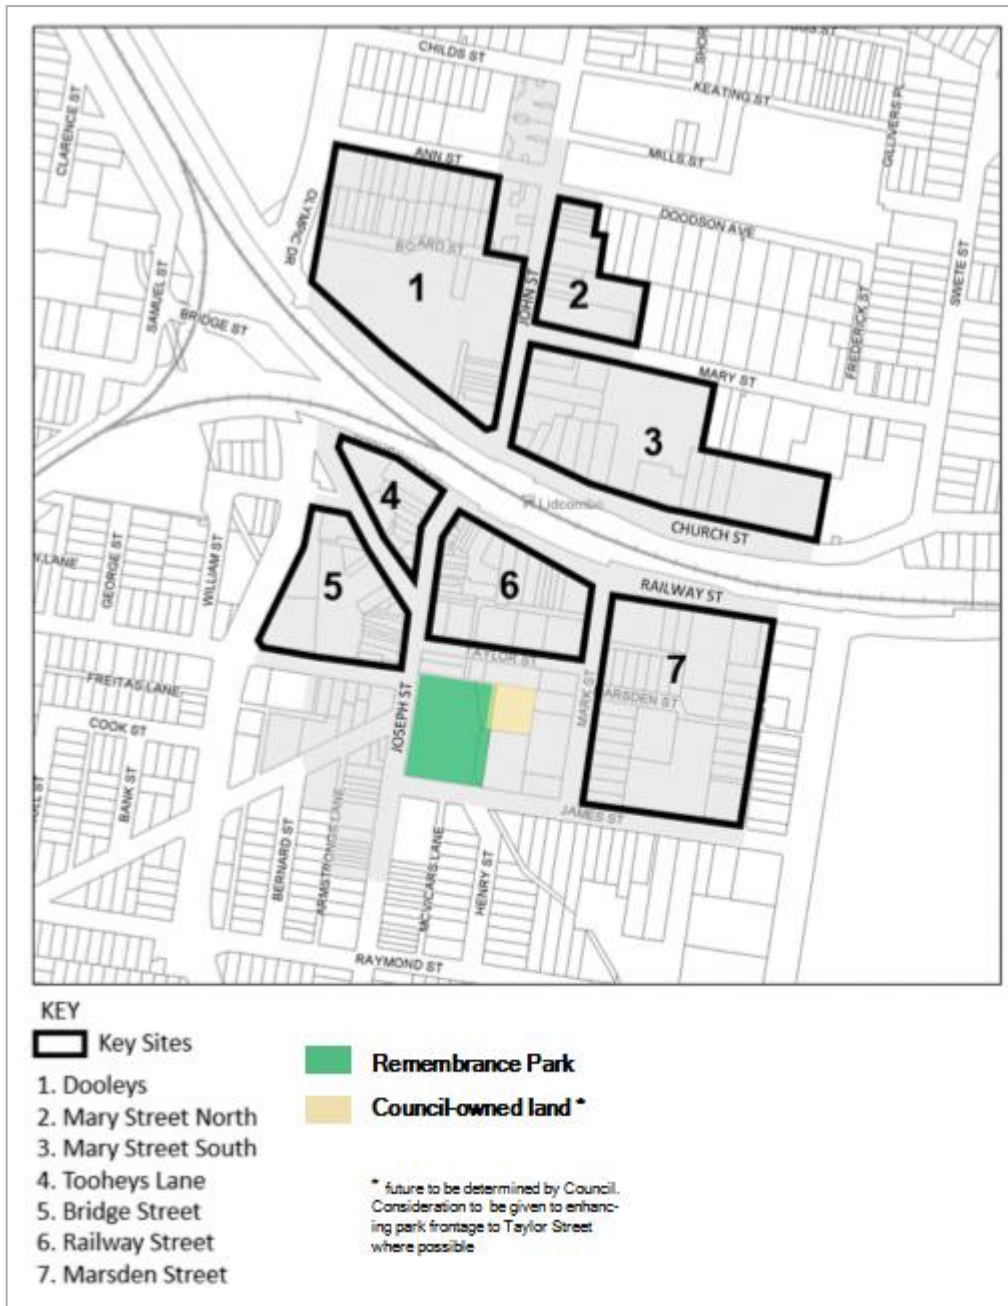 CHILDS ST
KEATING ST
GILLIVERS PL
CLARENCE ST
ANN ST
MILLS ST
OLYMPIC DR
DOODSON AVE
BOARD ST
SWETE ST
SAMUEL ST
1
2
JOHN ST
BRIDGE ST
FREDERICK ST
MARY ST
3
4
Lidcombe
CHURCH ST
GEORGE ST
WILLIAM ST
5
6
RAILWAY ST
TAYLOR ST
7
FREITAS LANE
MARK ST
JOSEPH ST
COOK ST
BANK ST
JAMES ST
BERNARD ST
ARMSTRONGS LANE
MCVICARS LANE
HENRY ST
RAYMOND ST
KEY
Key Sites
1. Dooleys
2. Mary Street North
3. Mary Street South
4. Tooheys Lane
5. Bridge Street
6. Railway Street
7. Marsden Street
Remembrance Park
Council-owned land *
* future to be determined by Council.
Consideration to be given to enhanc-
ing park frontage to Taylor Street
where possible